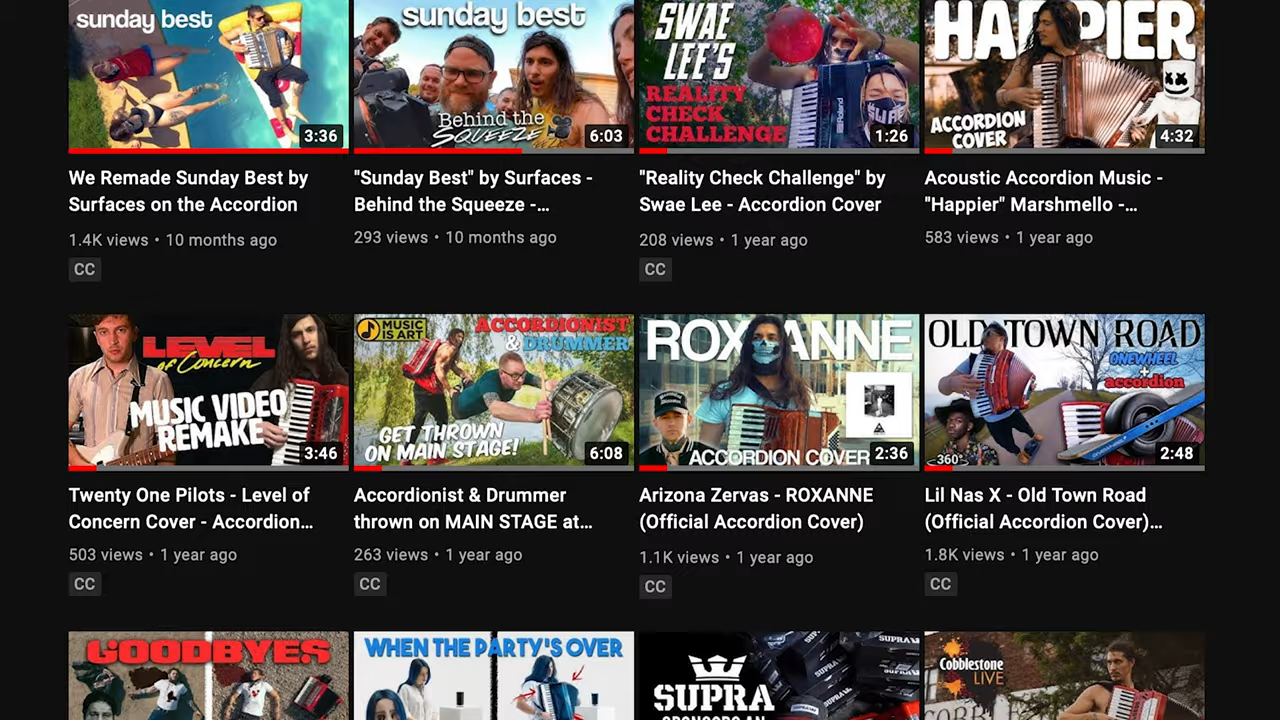 sunday best
3:36
We Remade Sunday Best by
Surfaces on the Accordion
1.4K views • 10 months ago
CC
sunday best
Behind the
SQUEEZE
6:03
"Sunday Best" by Surfaces -
Behind the Squeeze -...
293 views • 10 months ago
SWAE
LEE'S
REALITY
CHECK
CHALLENGE
Roland
1:26
"Reality Check Challenge" by
Swae Lee - Accordion Cover
208 views • 1 year ago
CC
HAPPIER
ACCORDION
COVER
4:32
Acoustic Accordion Music -
"Happier" Marshmello -...
583 views • 1 year ago
LEVEL
of Concern
MUSIC VIDEO
REMAKE
3:46
Twenty One Pilots - Level of
Concern Cover - Accordion...
503 views • 1 year ago
CC
MUSIC
IS ART
ACCORDIONIST
& DRUMMER
GET THROWN
ON MAIN STAGE!
6:08
Accordionist & Drummer
thrown on MAIN STAGE at...
263 views • 1 year ago
CC
ROXANNE
ACCORDION COVER
2:36
Arizona Zervas - ROXANNE
(Official Accordion Cover)
1.1K views • 1 year ago
CC
OLD TOWN ROAD
ONEWHEEL
+
accordion
360°
2:48
Lil Nas X - Old Town Road
(Official Accordion Cover)...
1.8K views • 1 year ago
CC
GOODBYES
WHEN THE PARTY'S OVER
SUPRA
SPONSORS AN
SUPRA
Cobblestone
LIVE